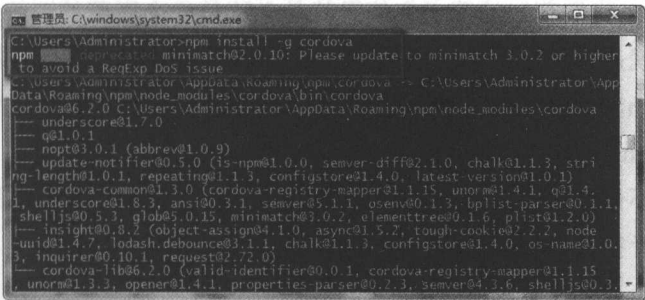 管理员: C:\windows\system32\cmd.exe
C:\Users\Administrator>npm install -g cordova
npm deprecated minimatch@2.0.10: Please update to minimatch 3.0.2 or higher
to avoid a RegExp DoS issue
C:\Users\Administrator\AppData\Roaming\npm\cordova -> C:\Users\Administrator\App
Data\Roaming\npm\node_modules\cordova\bin\cordova
cordova@6.2.0 C:\Users\Administrator\AppData\Roaming\npm\node_modules\cordova
├── underscore@1.7.0
├── q@1.0.1
├── nopt@3.0.1 (abbrev@1.0.9)
├── update-notifier@0.5.0 (is-npm@1.0.0, semver-diff@2.1.0, chalk@1.1.3, stri
ng-length@1.0.1, repeating@1.1.3, configstore@1.4.0, latest-version@1.0.1)
├── cordova-common@1.3.0 (cordova-registry-mapper@1.1.15, unorm@1.4.1, q@1.4.
1, underscore@1.8.3, ansi@0.3.1, semver@5.1.1, osenv@0.1.3, bplist-parser@0.1.1,
shelljs@0.5.3, glob@5.0.15, minimatch@3.0.2, elementtree@0.1.6, plist@1.2.0)
├── insight@0.8.2 (object-assign@4.1.0, async@1.5.2, tough-cookie@2.2.2, node
-uuid@1.4.7, lodash.debounce@3.1.1, chalk@1.1.3, configstore@1.4.0, os-name@1.0.
3, inquirer@0.10.1, request@2.72.0)
├── cordova-lib@6.2.0 (valid-identifier@0.0.1, cordova-registry-mapper@1.1.15
, unorm@1.3.3, opener@1.4.1, properties-parser@0.2.3, semver@4.3.6, shelljs@0.3.